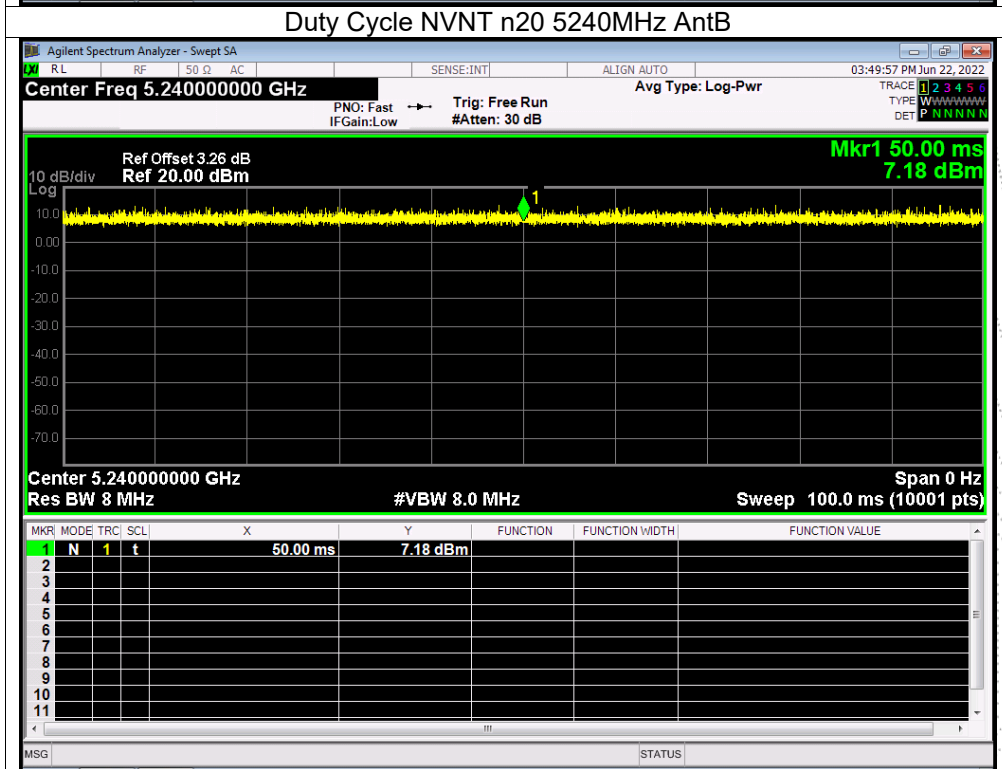 Duty Cycle NVNT n20 5240MHz AntB
Agilent Spectrum Analyzer - Swept SA
LXI RL RF 50 Ω AC SENSE:INT ALIGN AUTO 03:49:57 PM Jun 22, 2022
Center Freq 5.240000000 GHz Avg Type: Log-Pwr TRACE 1 2 3 4 5 6
PNO: Fast Trig: Free Run TYPE WWWWWW
IFGain:Low #Atten: 30 dB DET P N N N N N
Mkr1 50.00 ms
Ref Offset 3.26 dB
10 dB/div Ref 20.00 dBm 7.18 dBm
Log
1
10.0
0.00
-10.0
-20.0
-30.0
-40.0
-50.0
-60.0
-70.0
Center 5.240000000 GHz Span 0 Hz
Res BW 8 MHz #VBW 8.0 MHz Sweep 100.0 ms (10001 pts)
MKR MODE TRC SCL X Y FUNCTION FUNCTION WIDTH FUNCTION VALUE
1 N 1 t 50.00 ms 7.18 dBm
2
3
4
5
6
7
8
9
10
11
MSG STATUS